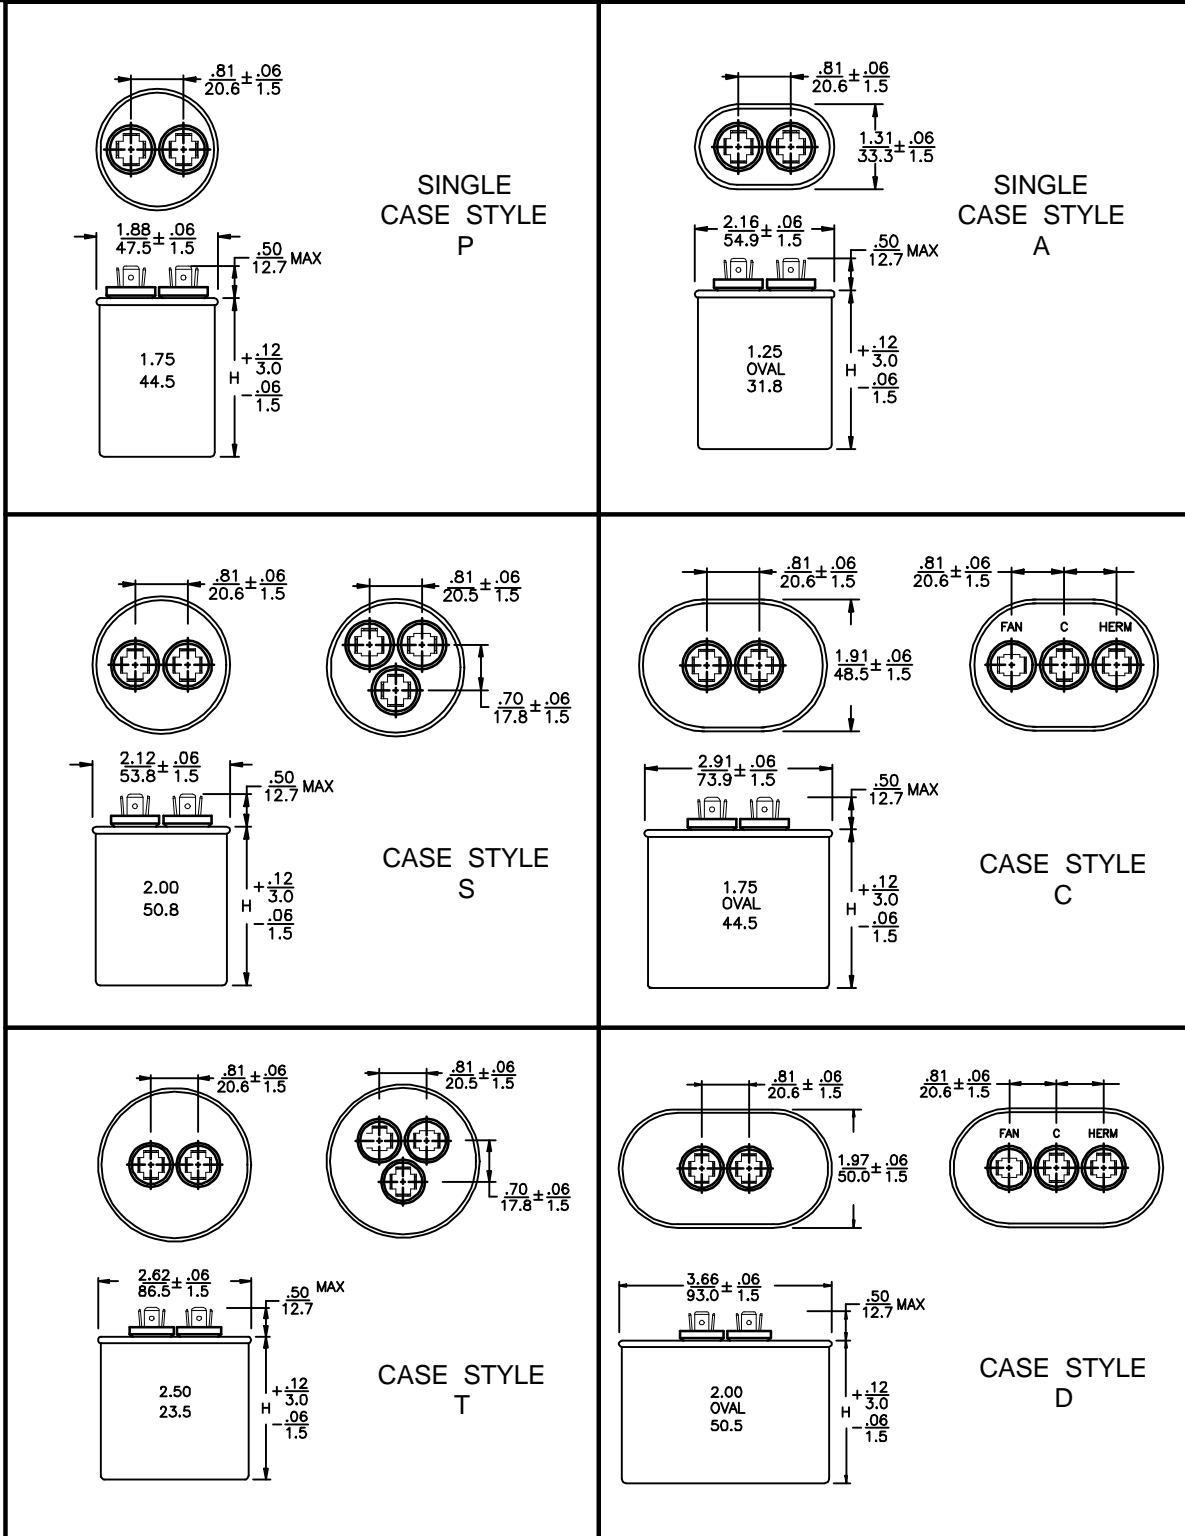 .81 ± .06
20.6 1.5
SINGLE
CASE STYLE
P
1.88 ± .06
47.5 1.5
.50 MAX
12.7
1.75
44.5
+ .12
3.0
H
- .06
1.5
.81 ± .06
20.6 1.5
1.31 ± .06
33.3 1.5
SINGLE
CASE STYLE
A
2.16 ± .06
54.9 1.5
.50 MAX
12.7
1.25
OVAL
31.8
+ .12
3.0
H
- .06
1.5
.81 ± .06
20.6 1.5
.81 ± .06
20.5 1.5
.70 ± .06
17.8 1.5
2.12 ± .06
53.8 1.5
.50 MAX
12.7
CASE STYLE
S
2.00
50.8
+ .12
3.0
H
- .06
1.5
.81 ± .06
20.6 1.5
.81 ± .06
20.6 1.5
FAN C HERM
1.91 ± .06
48.5 1.5
2.91 ± .06
73.9 1.5
.50 MAX
12.7
CASE STYLE
C
1.75
OVAL
44.5
+ .12
3.0
H
- .06
1.5
.81 ± .06
20.6 1.5
.81 ± .06
20.5 1.5
.70 ± .06
17.8 1.5
2.62 ± .06
86.5 1.5
.50 MAX
12.7
CASE STYLE
T
2.50
23.5
+ .12
3.0
H
- .06
1.5
.81 ± .06
20.6 1.5
.81 ± .06
20.6 1.5
FAN C HERM
1.97 ± .06
50.0 1.5
3.66 ± .06
93.0 1.5
.50 MAX
12.7
CASE STYLE
D
2.00
OVAL
50.5
+ .12
3.0
H
- .06
1.5